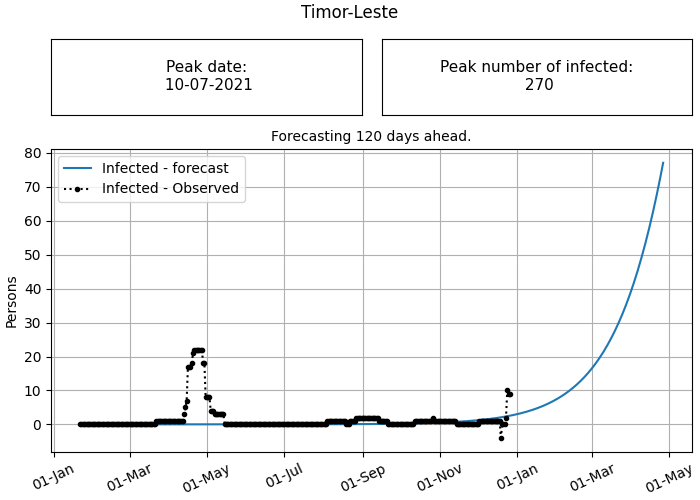 Timor-Leste
Peak date:
10-07-2021
Peak number of infected:
270
Forecasting 120 days ahead.
Infected - forecast
Infected - Observed
Persons
80
70
60
50
40
30
20
10
0
01-Jan
01-Mar
01-May
01-Jul
01-Sep
01-Nov
01-Jan
01-Mar
01-May